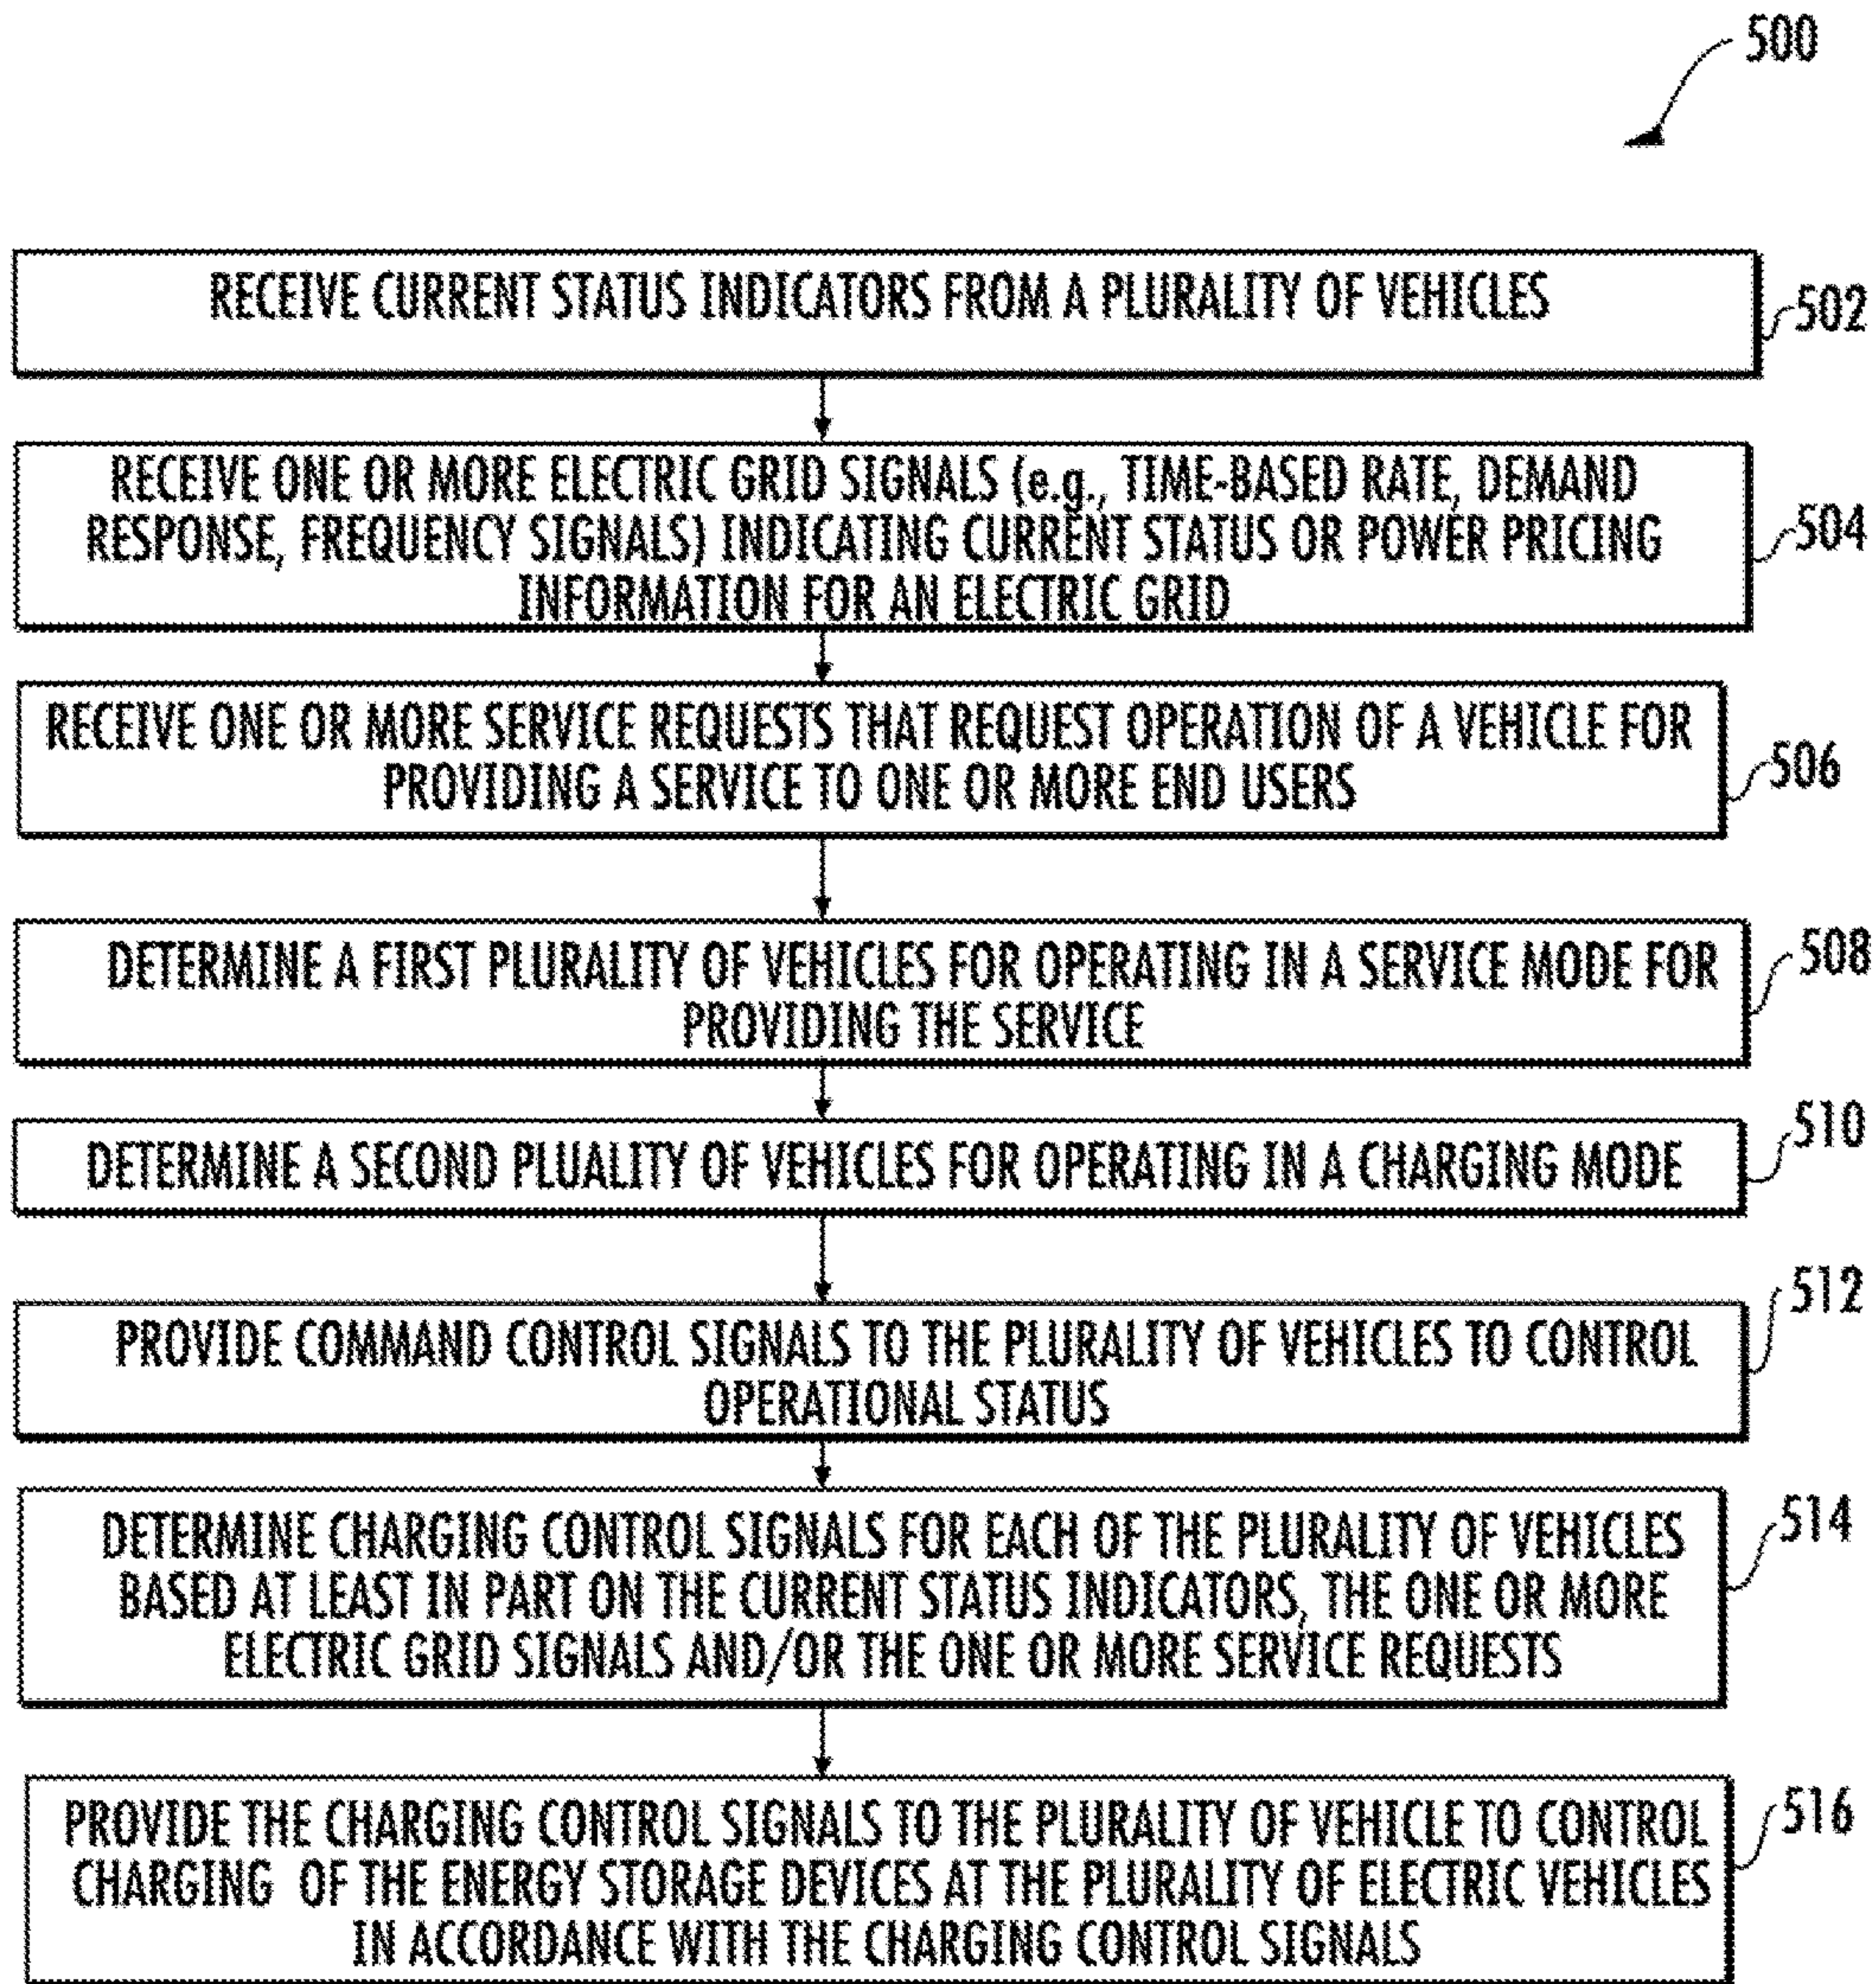 500
RECEIVE CURRENT STATUS INDICATORS FROM A PLURALITY OF VEHICLES
502
RECEIVE ONE OR MORE ELECTRIC GRID SIGNALS (e.g., TIME-BASED RATE, DEMAND
RESPONSE, FREQUENCY SIGNALS) INDICATING CURRENT STATUS OR POWER PRICING
INFORMATION FOR AN ELECTRIC GRID
504
RECEIVE ONE OR MORE SERVICE REQUESTS THAT REQUEST OPERATION OF A VEHICLE FOR
PROVIDING A SERVICE TO ONE OR MORE END USERS
506
DETERMINE A FIRST PLURALITY OF VEHICLES FOR OPERATING IN A SERVICE MODE FOR
PROVIDING THE SERVICE
508
DETERMINE A SECOND PLUALITY OF VEHICLES FOR OPERATING IN A CHARGING MODE
510
PROVIDE COMMAND CONTROL SIGNALS TO THE PLURALITY OF VEHICLES TO CONTROL
OPERATIONAL STATUS
512
DETERMINE CHARGING CONTROL SIGNALS FOR EACH OF THE PLURALITY OF VEHICLES
BASED AT LEAST IN PART ON THE CURRENT STATUS INDICATORS, THE ONE OR MORE
ELECTRIC GRID SIGNALS AND/OR THE ONE OR MORE SERVICE REQUESTS
514
PROVIDE THE CHARGING CONTROL SIGNALS TO THE PLURALITY OF VEHICLE TO CONTROL
CHARGING OF THE ENERGY STORAGE DEVICES AT THE PLURALITY OF ELECTRIC VEHICLES
IN ACCORDANCE WITH THE CHARGING CONTROL SIGNALS
516